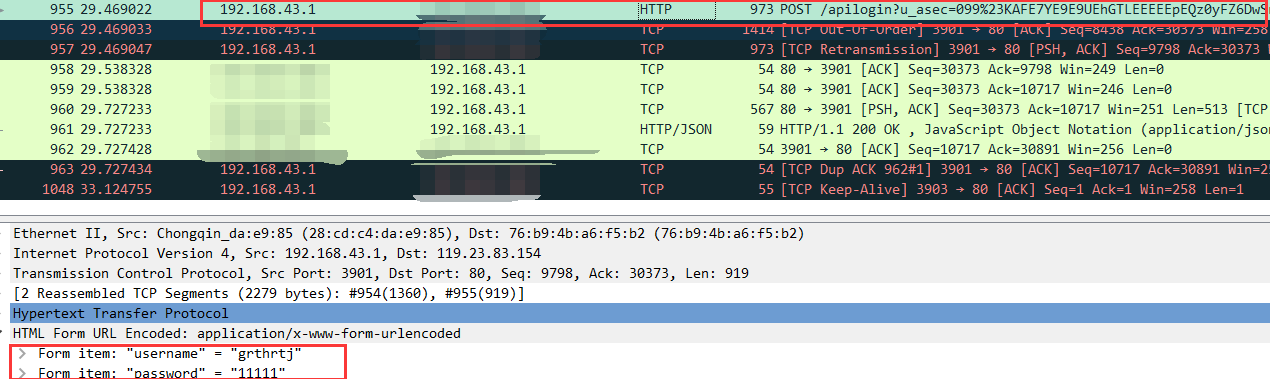 955 29.469022 192.168.43.1 HTTP 973 POST /apilogin?u_asec=099%23KAFE7YE9E9UEhGTLEEEEEEpEQz0yFZ6DwS
956 29.469033 192.168.43.1 TCP 1414 [TCP Out-Of-Order] 3901 → 80 [ACK] Seq=8438 Ack=30373 Win=258
957 29.469047 192.168.43.1 TCP 973 [TCP Retransmission] 3901 → 80 [PSH, ACK] Seq=9798 Ack=30373
958 29.538328 192.168.43.1 TCP 54 80 → 3901 [ACK] Seq=30373 Ack=9798 Win=249 Len=0
959 29.538328 192.168.43.1 TCP 54 80 → 3901 [ACK] Seq=30373 Ack=10717 Win=246 Len=0
960 29.727233 192.168.43.1 TCP 567 80 → 3901 [PSH, ACK] Seq=30373 Ack=10717 Win=251 Len=513 [TCP
961 29.727233 192.168.43.1 HTTP/JSON 59 HTTP/1.1 200 OK , JavaScript Object Notation (application/json
962 29.727428 TCP 54 3901 → 80 [ACK] Seq=10717 Ack=30891 Win=256 Len=0
963 29.727434 192.168.43.1 TCP 54 [TCP Dup ACK 962#1] 3901 → 80 [ACK] Seq=10717 Ack=30891 Win=25
1048 33.124755 192.168.43.1 TCP 55 [TCP Keep-Alive] 3903 → 80 [ACK] Seq=1 Ack=1 Win=258 Len=1
Ethernet II, Src: Chongqin_da:e9:85 (28:cd:c4:da:e9:85), Dst: 76:b9:4b:a6:f5:b2 (76:b9:4b:a6:f5:b2)
Internet Protocol Version 4, Src: 192.168.43.1, Dst: 119.23.83.154
Transmission Control Protocol, Src Port: 3901, Dst Port: 80, Seq: 9798, Ack: 30373, Len: 919
[2 Reassembled TCP Segments (2279 bytes): #954(1360), #955(919)]
Hypertext Transfer Protocol
HTML Form URL Encoded: application/x-www-form-urlencoded
Form item: "username" = "grthrtj"
Form item: "password" = "11111"